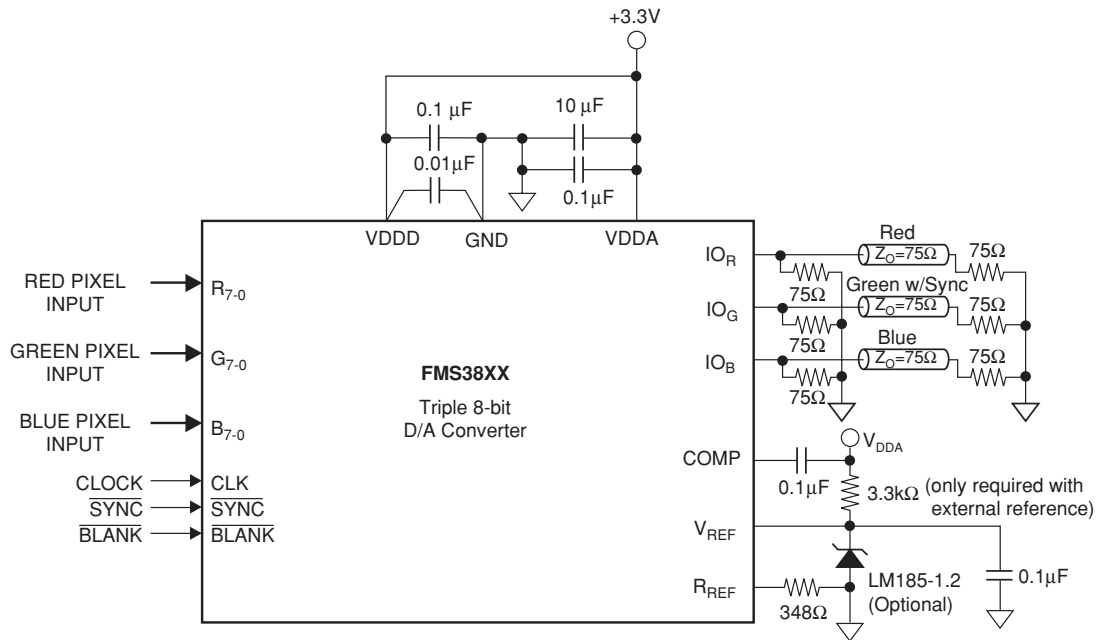 +3.3V
0.1 μF
10 μF
0.01μF
0.1μF
VDDD
GND
VDDA
RED PIXEL
INPUT
R7-0
GREEN PIXEL
INPUT
G7-0
BLUE PIXEL
INPUT
B7-0
CLOCK
CLK
SYNC
SYNC
BLANK
BLANK
FMS38XX
Triple 8-bit
D/A Converter
IOR
Red
ZO=75Ω
75Ω
75Ω
IOG
Green w/Sync
ZO=75Ω
75Ω
75Ω
IOB
Blue
ZO=75Ω
75Ω
75Ω
COMP
0.1μF
VDDA
3.3kΩ
(only required with
external reference)
VREF
LM185-1.2
(Optional)
0.1μF
RREF
348Ω